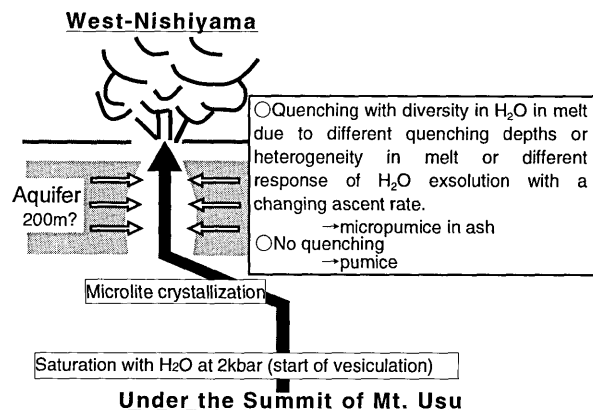 West-Nishiyama
○Quenching with diversity in H2O in melt
due to different quenching depths or
heterogeneity in melt or different
response of H2O exsolution with a
changing ascent rate.
→micropumice in ash
○No quenching
→pumice
Aquifer
200m?
Microlite crystallization
Saturation with H2O at 2kbar (start of vesiculation)
Under the Summit of Mt. Usu